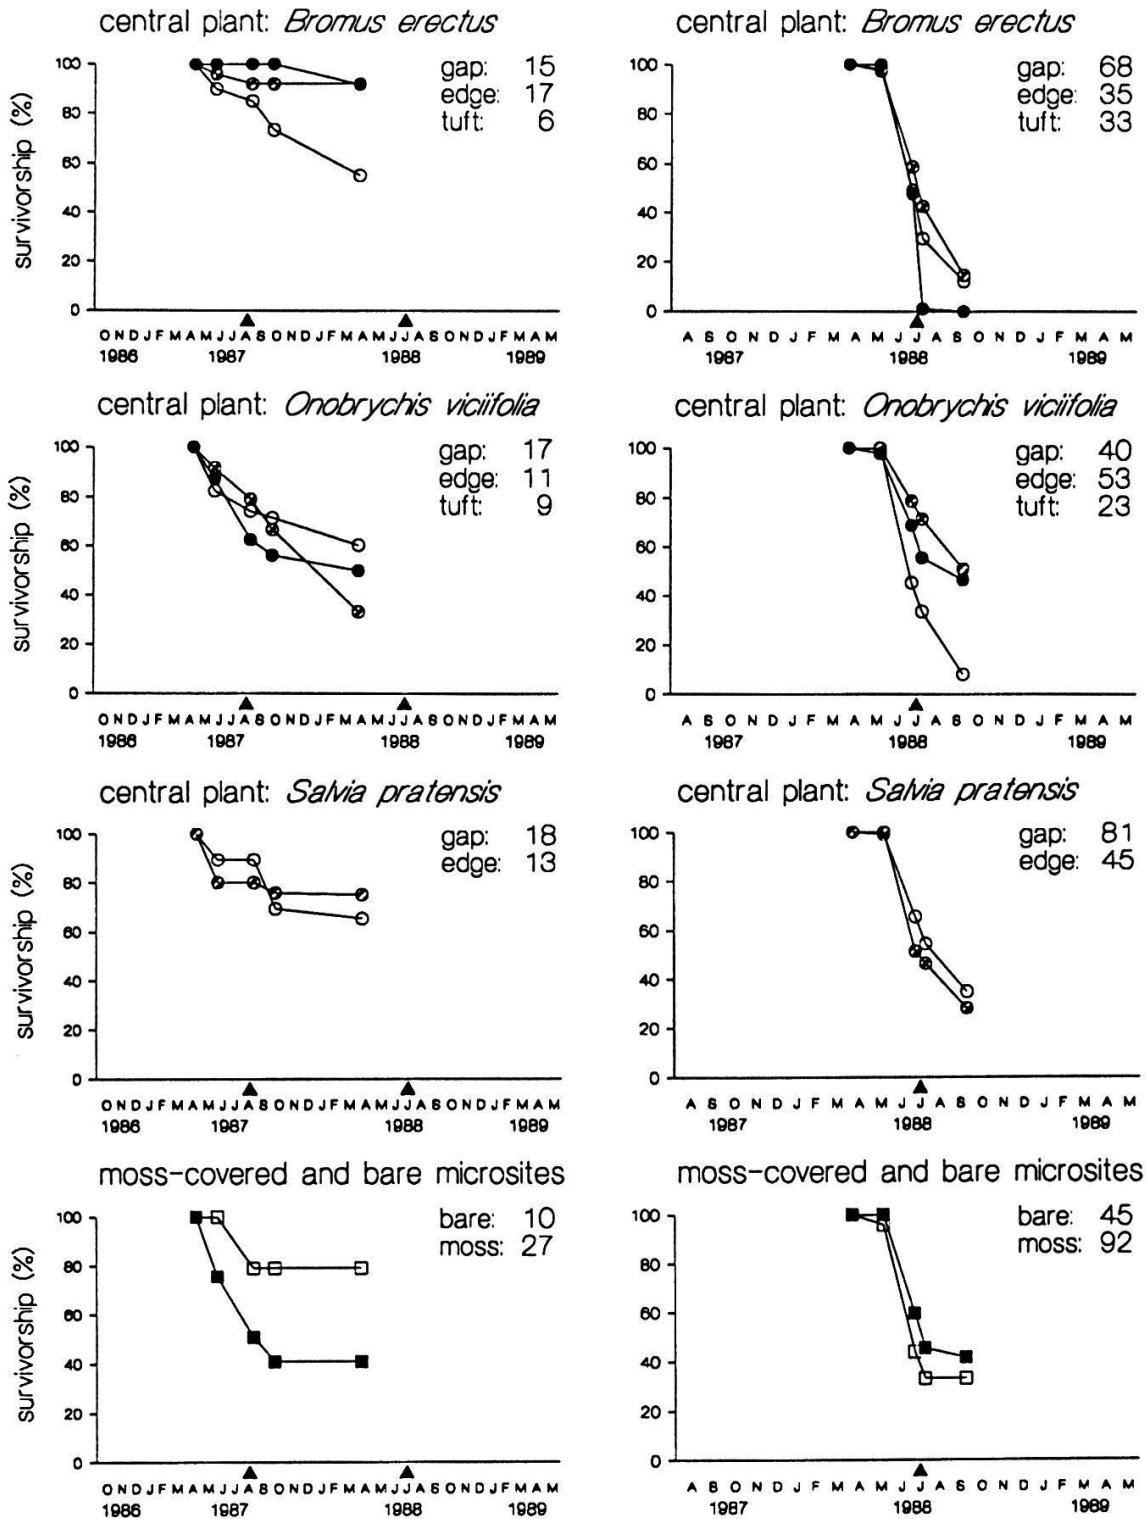 central plant: Bromus erectus
survivorship (%)
100
80
60
40
20
0
gap: 15
edge: 17
tuft: 6
O N D J F M A M J J A S O N D J F M A M J J A S O N D J F M A M
1986 1987 1988 1989
central plant: Bromus erectus
100
80
60
40
20
0
gap: 68
edge: 35
tuft: 33
A S O N D J F M A M J J A S O N D J F M A M
1987 1988 1989
central plant: Onobrychis viciifolia
survivorship (%)
100
80
60
40
20
0
gap: 17
edge: 11
tuft: 9
O N D J F M A M J J A S O N D J F M A M J J A S O N D J F M A M
1986 1987 1988 1989
central plant: Onobrychis viciifolia
100
80
60
40
20
0
gap: 40
edge: 53
tuft: 23
A S O N D J F M A M J J A S O N D J F M A M
1987 1988 1989
central plant: Salvia pratensis
survivorship (%)
100
80
60
40
20
0
gap: 18
edge: 13
O N D J F M A M J J A S O N D J F M A M J J A S O N D J F M A M
1986 1987 1988 1989
central plant: Salvia pratensis
100
80
60
40
20
0
gap: 81
edge: 45
A S O N D J F M A M J J A S O N D J F M A M
1987 1988 1989
moss-covered and bare microsites
survivorship (%)
100
80
60
40
20
0
bare: 10
moss: 27
O N D J F M A M J J A S O N D J F M A M J J A S O N D J F M A M
1986 1987 1988 1989
moss-covered and bare microsites
100
80
60
40
20
0
bare: 45
moss: 92
A S O N D J F M A M J J A S O N D J F M A M
1987 1988 1989